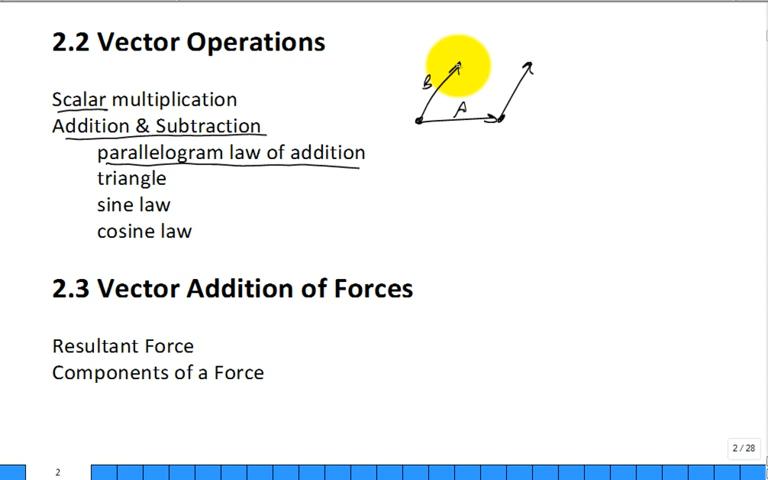 2.2 Vector Operations
B
A
Scalar multiplication
Addition & Subtraction
parallelogram law of addition
triangle
sine law
cosine law
2.3 Vector Addition of Forces
Resultant Force
Components of a Force
2 / 28
2